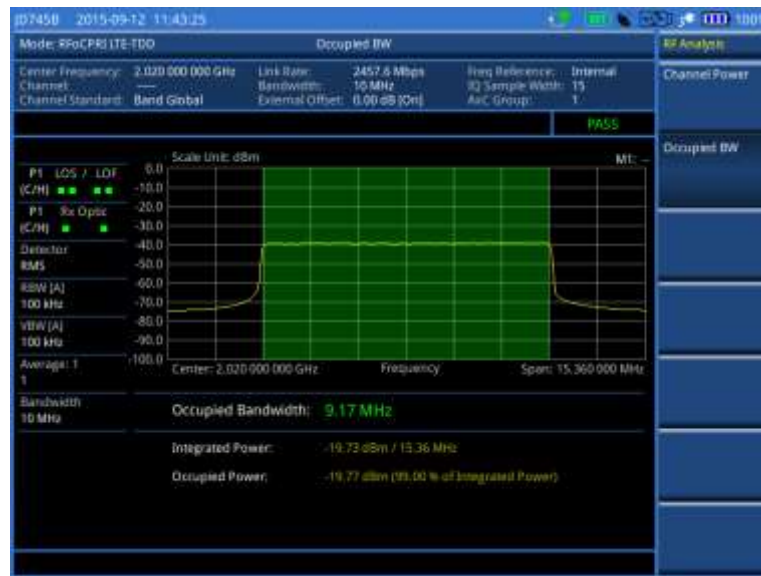 JD745B 2015-09-12 11:43:25
100%
Mode: RFoCPRI LTE-TDD Occupied BW
RF Analysis
Center Frequency: 2.020 000 000 GHz Link Rate: 2457.6 Mbps Freq Reference: Internal
Channel: ---- Bandwidth: 10 MHz IQ Sample Width: 15
Channel Standard: Band Global External Offset: 0.00 dB [On] AxC Group: 1
Channel Power
PASS
Occupied BW
Scale Unit: dBm M1: --
P1 LOS / LOF
(C/H)
P1 Rx Optic
(C/H)
Detector
RMS
RBW [A]
100 kHz
VBW [A]
100 kHz
Average: 1
1
Bandwidth
10 MHz
0.0
-10.0
-20.0
-30.0
-40.0
-50.0
-60.0
-70.0
-80.0
-90.0
-100.0
Center: 2.020 000 000 GHz Frequency Span: 15.360 000 MHz
Occupied Bandwidth: 9.17 MHz
Integrated Power: -19.73 dBm / 15.36 MHz
Occupied Power: -19.77 dBm (99.00 % of Integrated Power)